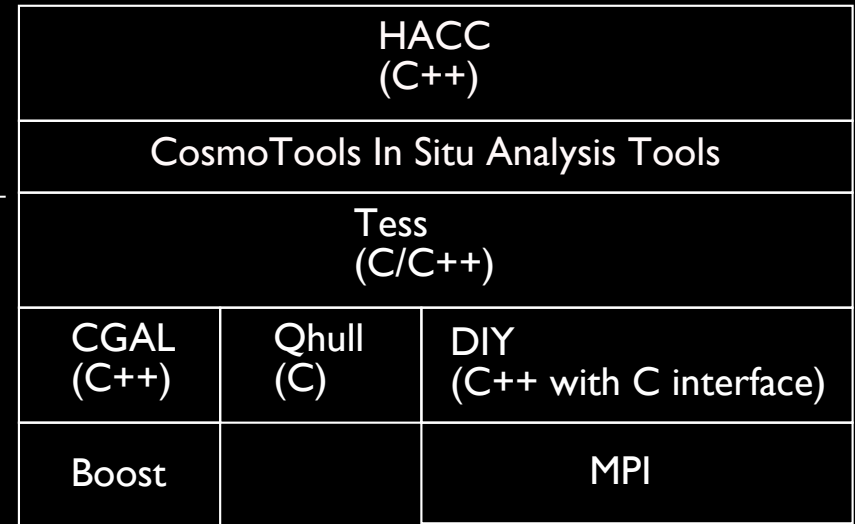 HACC
(C++)
CosmoTools In Situ Analysis Tools
Tess
(C/C++)
CGAL
(C++)
Qhull
(C)
DIY
(C++ with C interface)
Boost
MPI